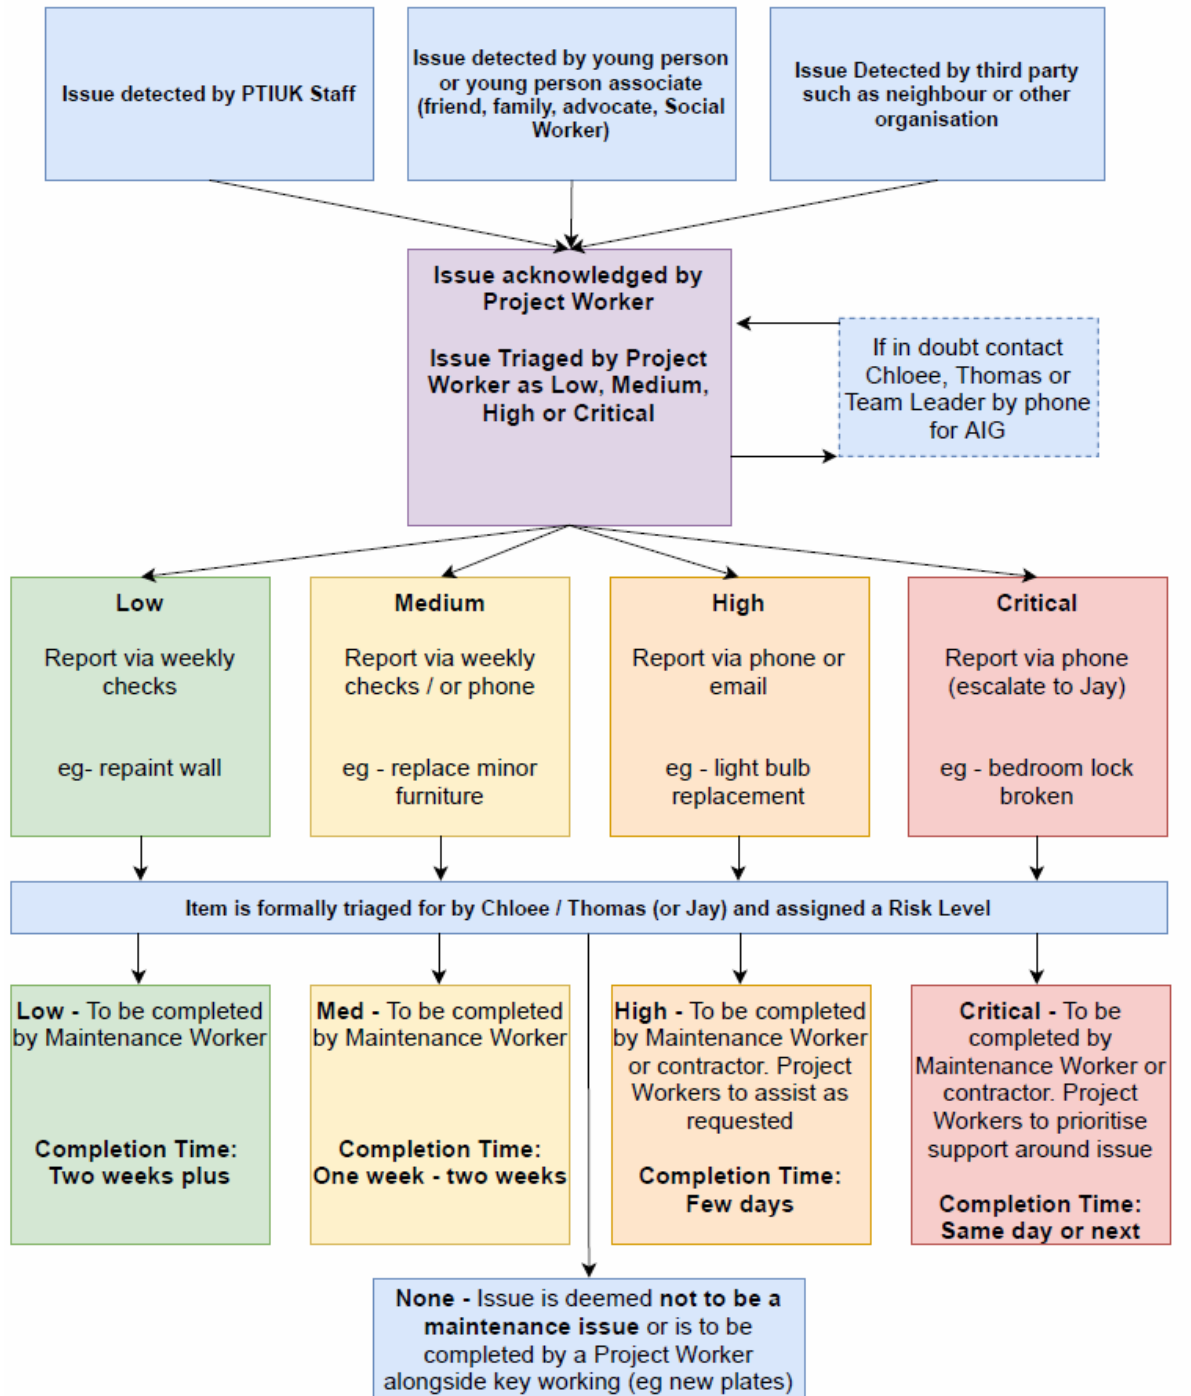 Issue detected by PTIUK Staff
Issue detected by young person
or young person associate
(friend, family, advocate, Social
Worker)
Issue Detected by third party
such as neighbour or other
organisation
Issue acknowledged by
Project Worker
Issue Triaged by Project
Worker as Low, Medium,
High or Critical
If in doubt contact
Chloee, Thomas or
Team Leader by phone
for AIG
Low
Report via weekly
checks
eg- repaint wall
Medium
Report via weekly
checks / or phone
eg - replace minor
furniture
High
Report via phone or
email
eg - light bulb
replacement
Critical
Report via phone
(escalate to Jay)
eg - bedroom lock
broken
Item is formally triaged for by Chloee / Thomas (or Jay) and assigned a Risk Level
Low - To be completed
by Maintenance Worker
Completion Time:
Two weeks plus
Med - To be completed
by Maintenance Worker
Completion Time:
One week - two weeks
High - To be completed
by Maintenance Worker
or contractor. Project
Workers to assist as
requested
Completion Time:
Few days
Critical - To be
completed by
Maintenance Worker or
contractor. Project
Workers to prioritise
support around issue
Completion Time:
Same day or next
None - Issue is deemed not to be a
maintenance issue or is to be
completed by a Project Worker
alongside key working (eg new plates)